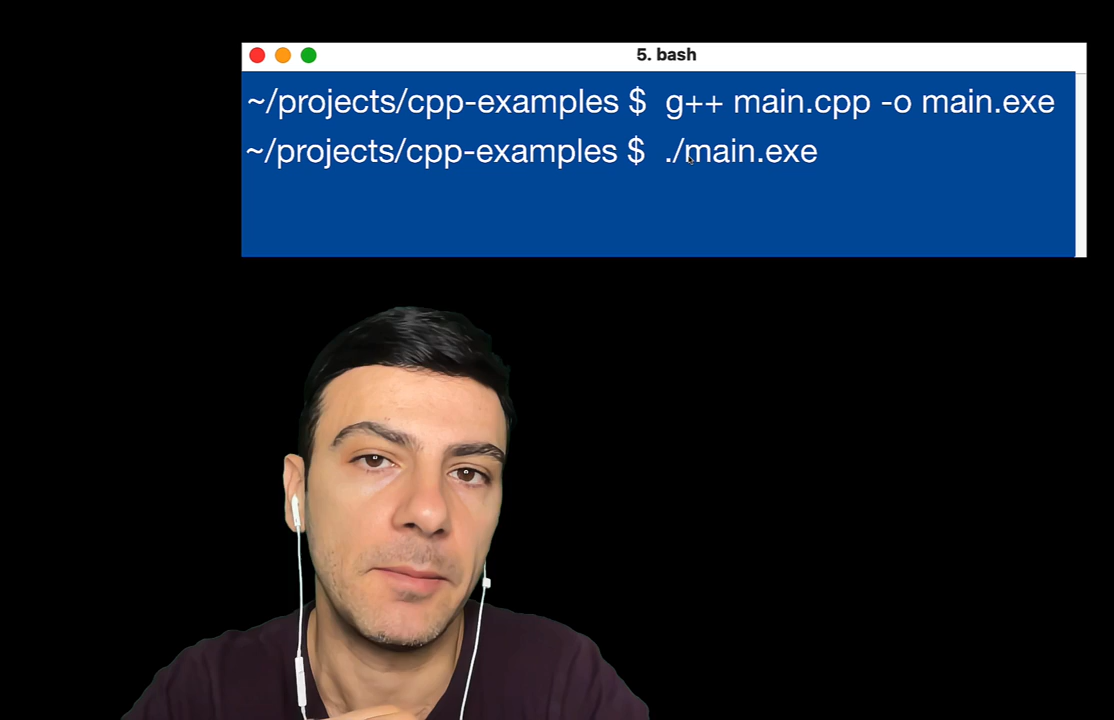 5. bash
~/projects/cpp-examples $ g++ main.cpp -o main.exe
~/projects/cpp-examples $ ./main.exe